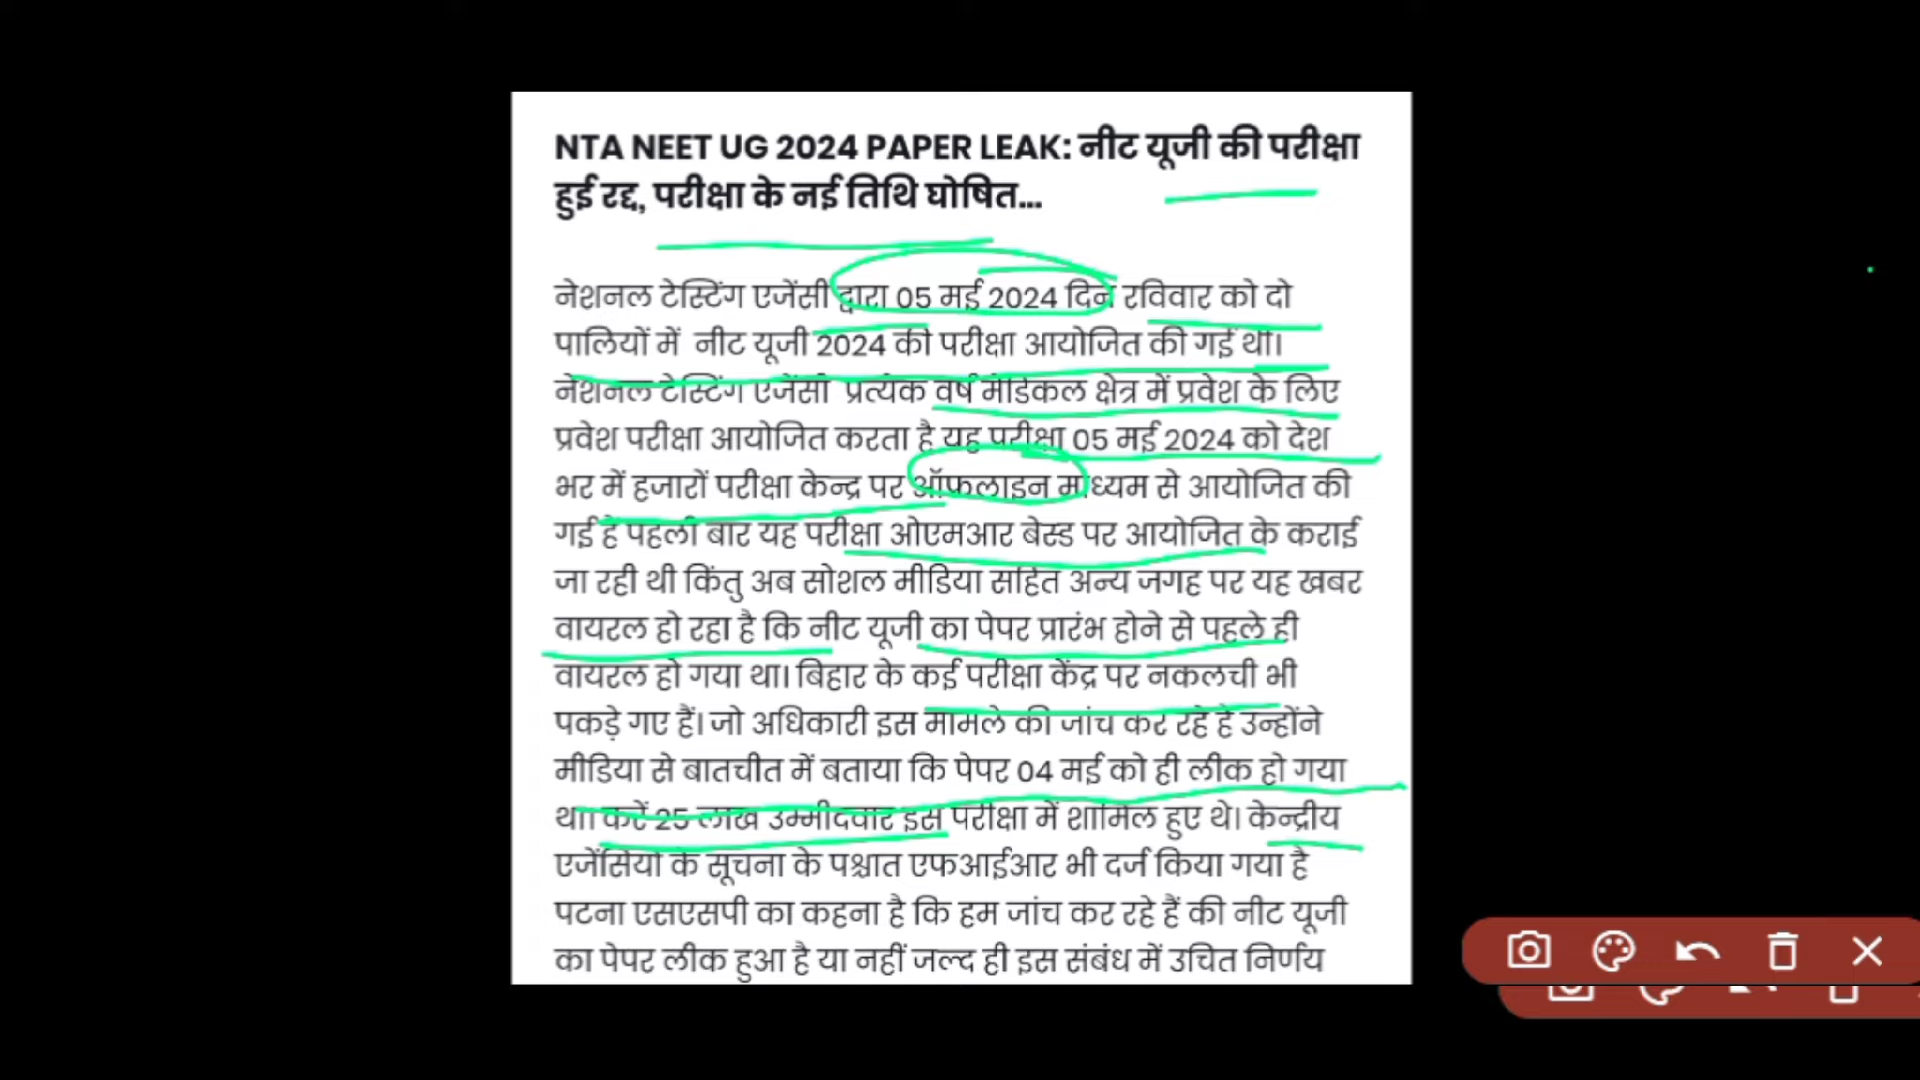 NTA NEET UG 2024 PAPER LEAK: नीट यूजी की परीक्षा
हुई रद्द, परीक्षा के नई तिथि घोषित...
नेशनल टेस्टिंग एजेंसी द्वारा 05 मई 2024 दिन रविवार को दो
पालियों में नीट यूजी 2024 की परीक्षा आयोजित की गई थी।
नेशनल टेस्टिंग एजेंसी प्रत्येक वर्ष मेडिकल क्षेत्र में प्रवेश के लिए
प्रवेश परीक्षा आयोजित करता है यह परीक्षा 05 मई 2024 को देश
भर में हजारों परीक्षा केन्द्र पर ऑफलाइन माध्यम से आयोजित की
गई है पहली बार यह परीक्षा ओएमआर बेस्ड पर आयोजित के कराई
जा रही थी किंतु अब सोशल मीडिया सहित अन्य जगह पर यह खबर
वायरल हो रहा है कि नीट यूजी का पेपर प्रारंभ होने से पहले ही
वायरल हो गया था। बिहार के कई परीक्षा केंद्र पर नकलची भी
पकड़े गए हैं। जो अधिकारी इस मामले की जांच कर रहे हैं उन्होंने
मीडिया से बातचीत में बताया कि पेपर 04 मई को ही लीक हो गया
था। करें 25 लाख उम्मीदवार इस परीक्षा में शामिल हुए थे। केन्द्रीय
एजेंसियों के सूचना के पश्चात एफआईआर भी दर्ज किया गया है
पटना एसएसपी का कहना है कि हम जांच कर रहे हैं की नीट यूजी
का पेपर लीक हुआ है या नहीं जल्द ही इस संबंध में उचित निर्णय